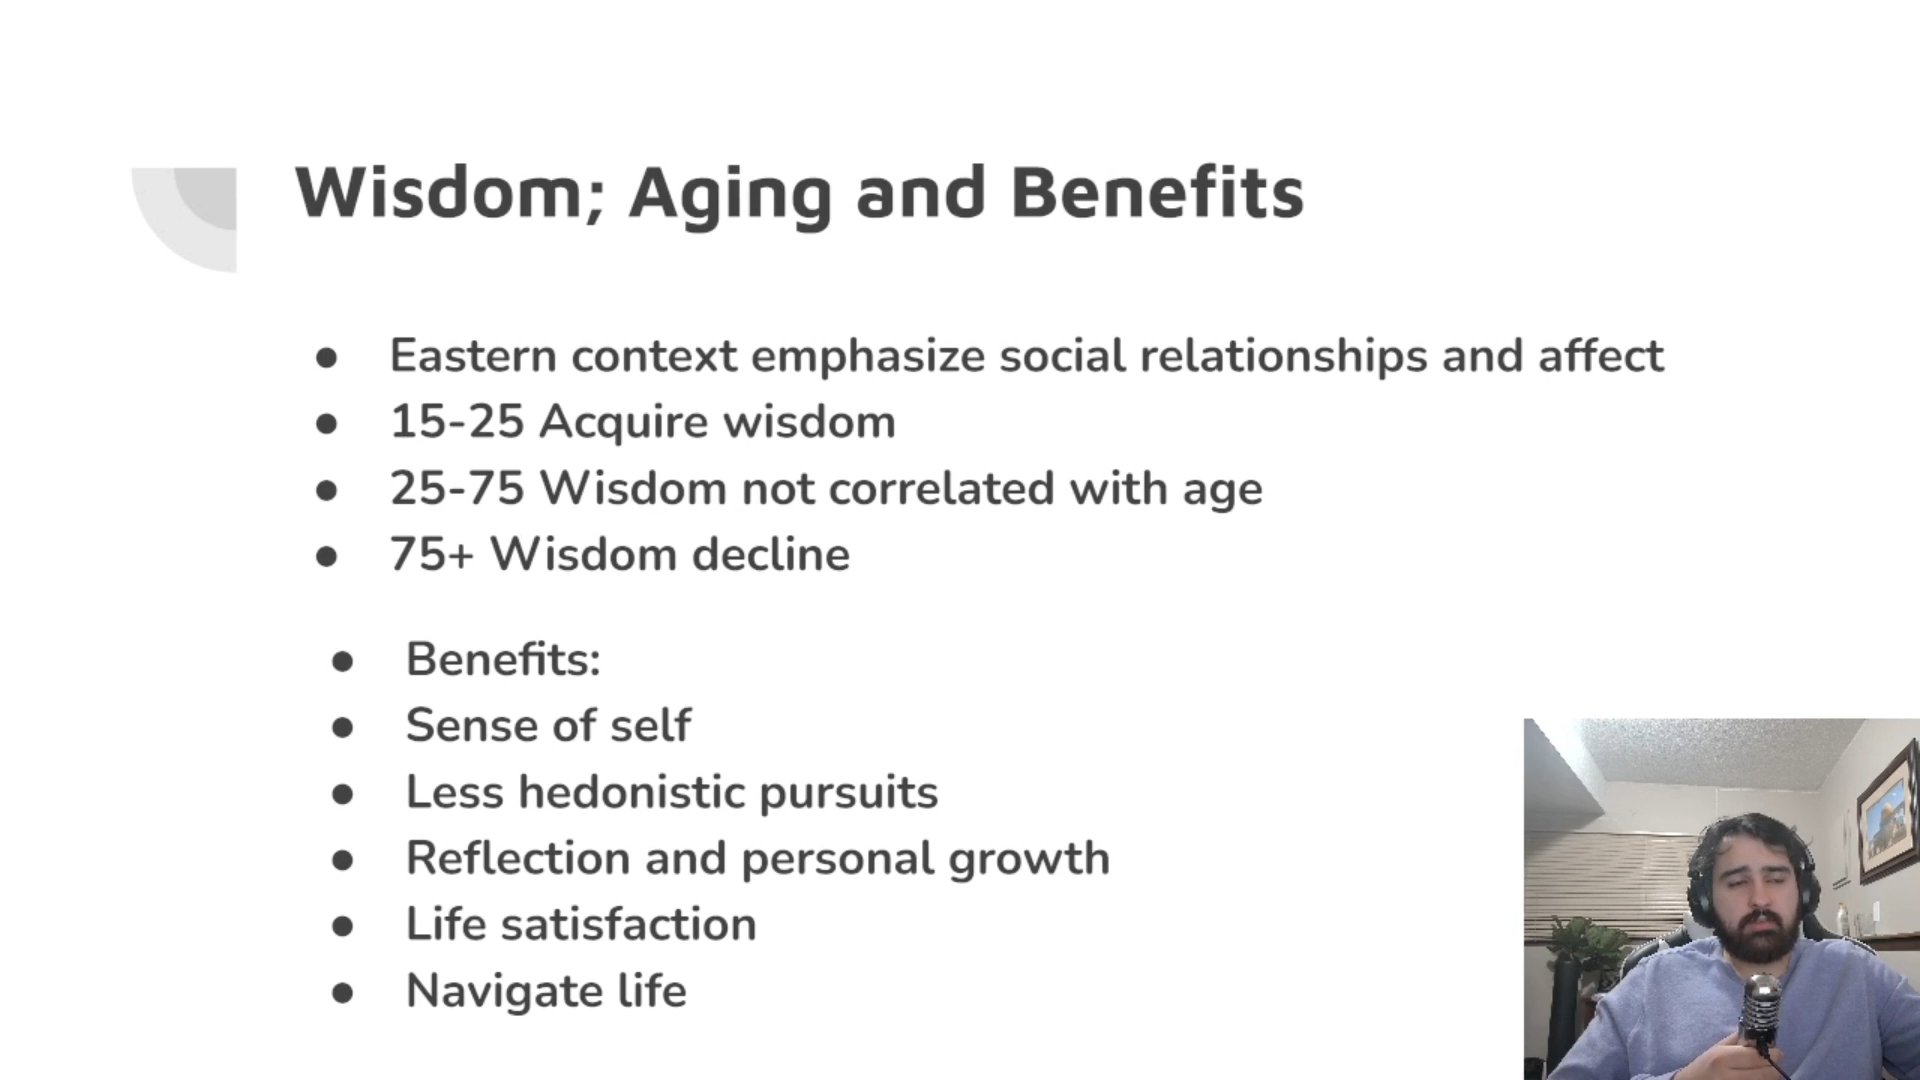 Wisdom; Aging and Benefits
● Eastern context emphasize social relationships and affect
● 15-25 Acquire wisdom
● 25-75 Wisdom not correlated with age
● 75+ Wisdom decline
● Benefits:
● Sense of self
● Less hedonistic pursuits
● Reflection and personal growth
● Life satisfaction
● Navigate life